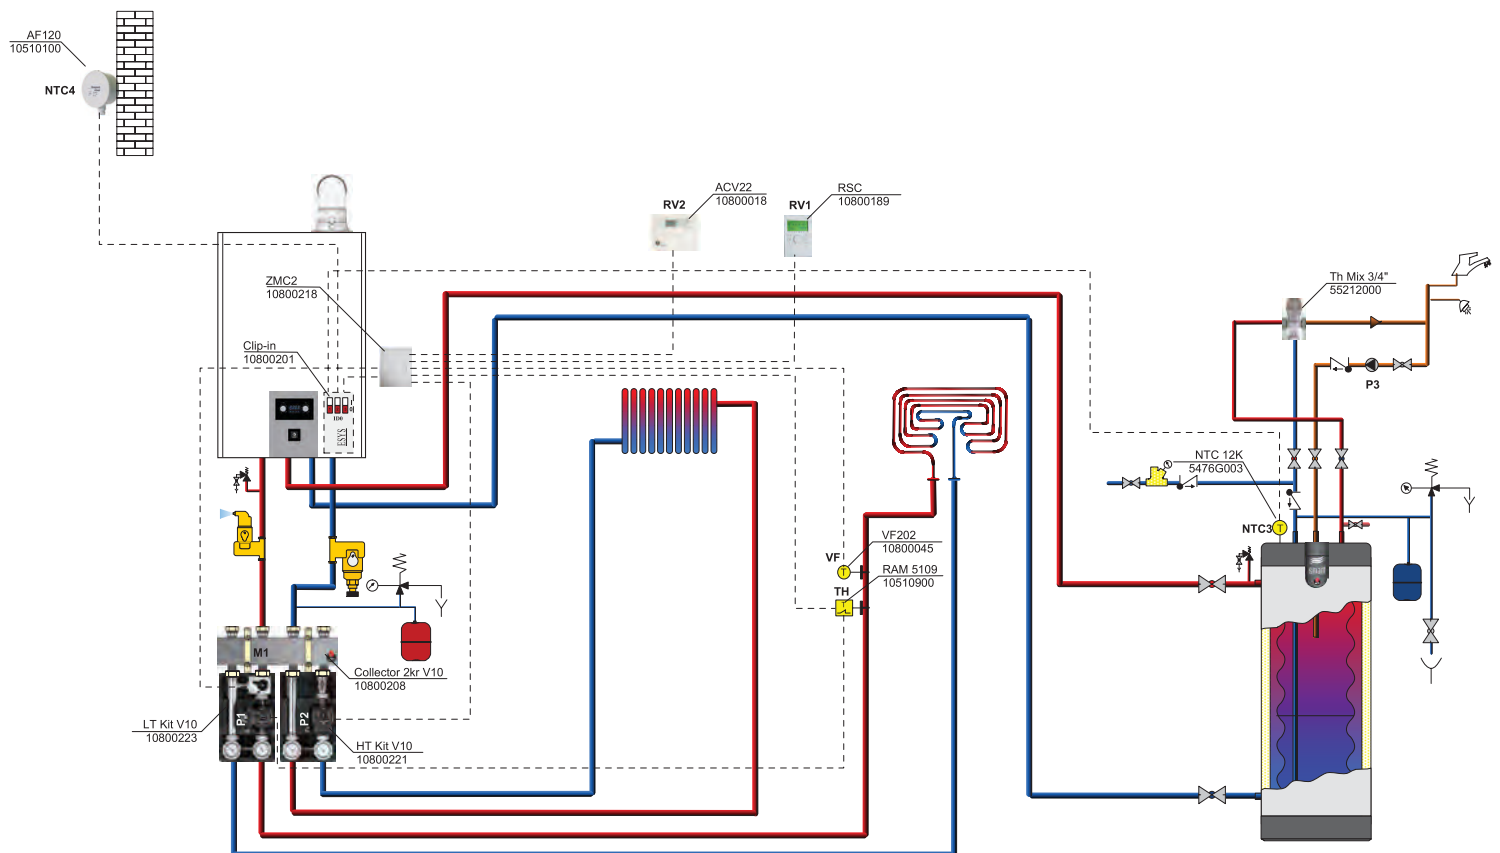 AF120
10510100
NTC4
ACV22
10800018
RV2
RSC
10800189
RV1
ZMC2
10800218
Th Mix 3/4"
55212000
Clip-in
10800201
P3
ESYS
NTC 12K
5476G003
NTC3
T
VF202
10800045
VF
T
RAM 5109
10510900
TH
T
M1
Collector 2kr V10
10800208
P1
P2
LT Kit V10
10800223
HT Kit V10
10800221